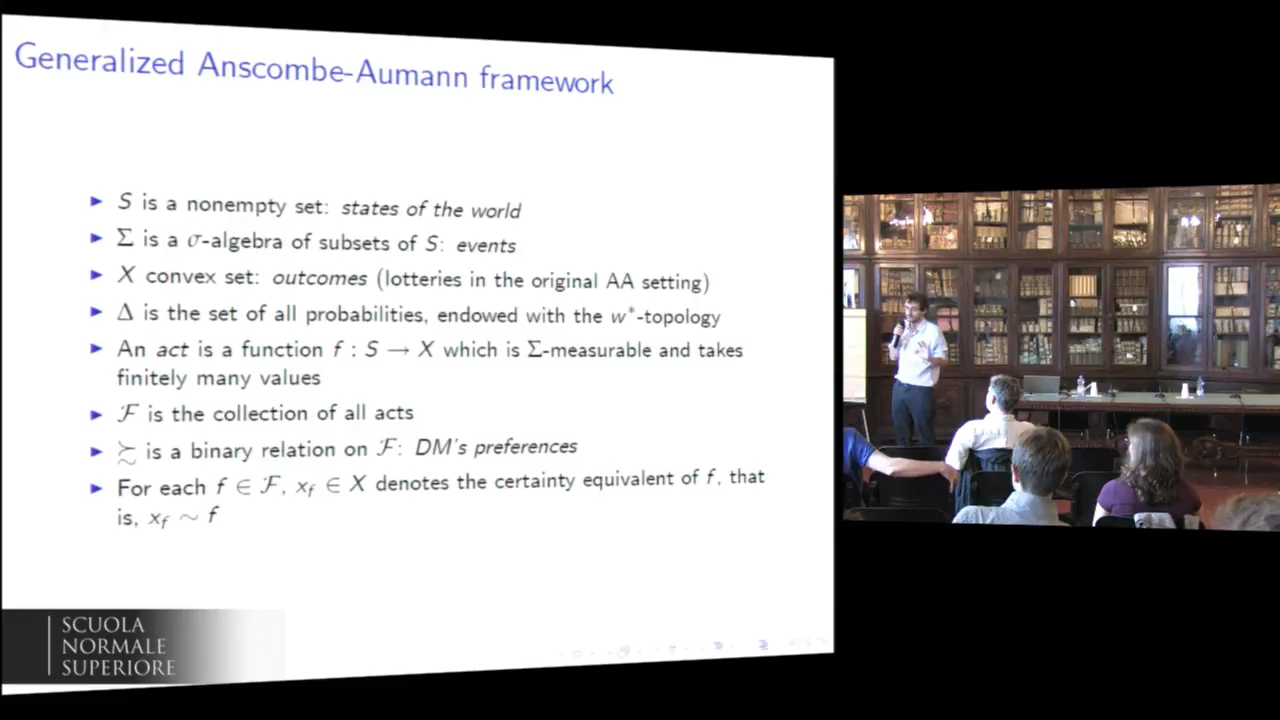 Generalized Anscombe-Aumann framework
▶ S is a nonempty set: states of the world
▶ Σ is a σ-algebra of subsets of S: events
▶ X convex set: outcomes (lotteries in the original AA setting)
▶ Δ is the set of all probabilities, endowed with the w*-topology
▶ An act is a function f : S → X which is Σ-measurable and takes
finitely many values
▶ ℱ is the collection of all acts
▶ ≿ is a binary relation on ℱ: DM's preferences
▶ For each f ∈ ℱ, x_f ∈ X denotes the certainty equivalent of f, that
is, x_f ∼ f
SCUOLA
NORMALE
SUPERIORE